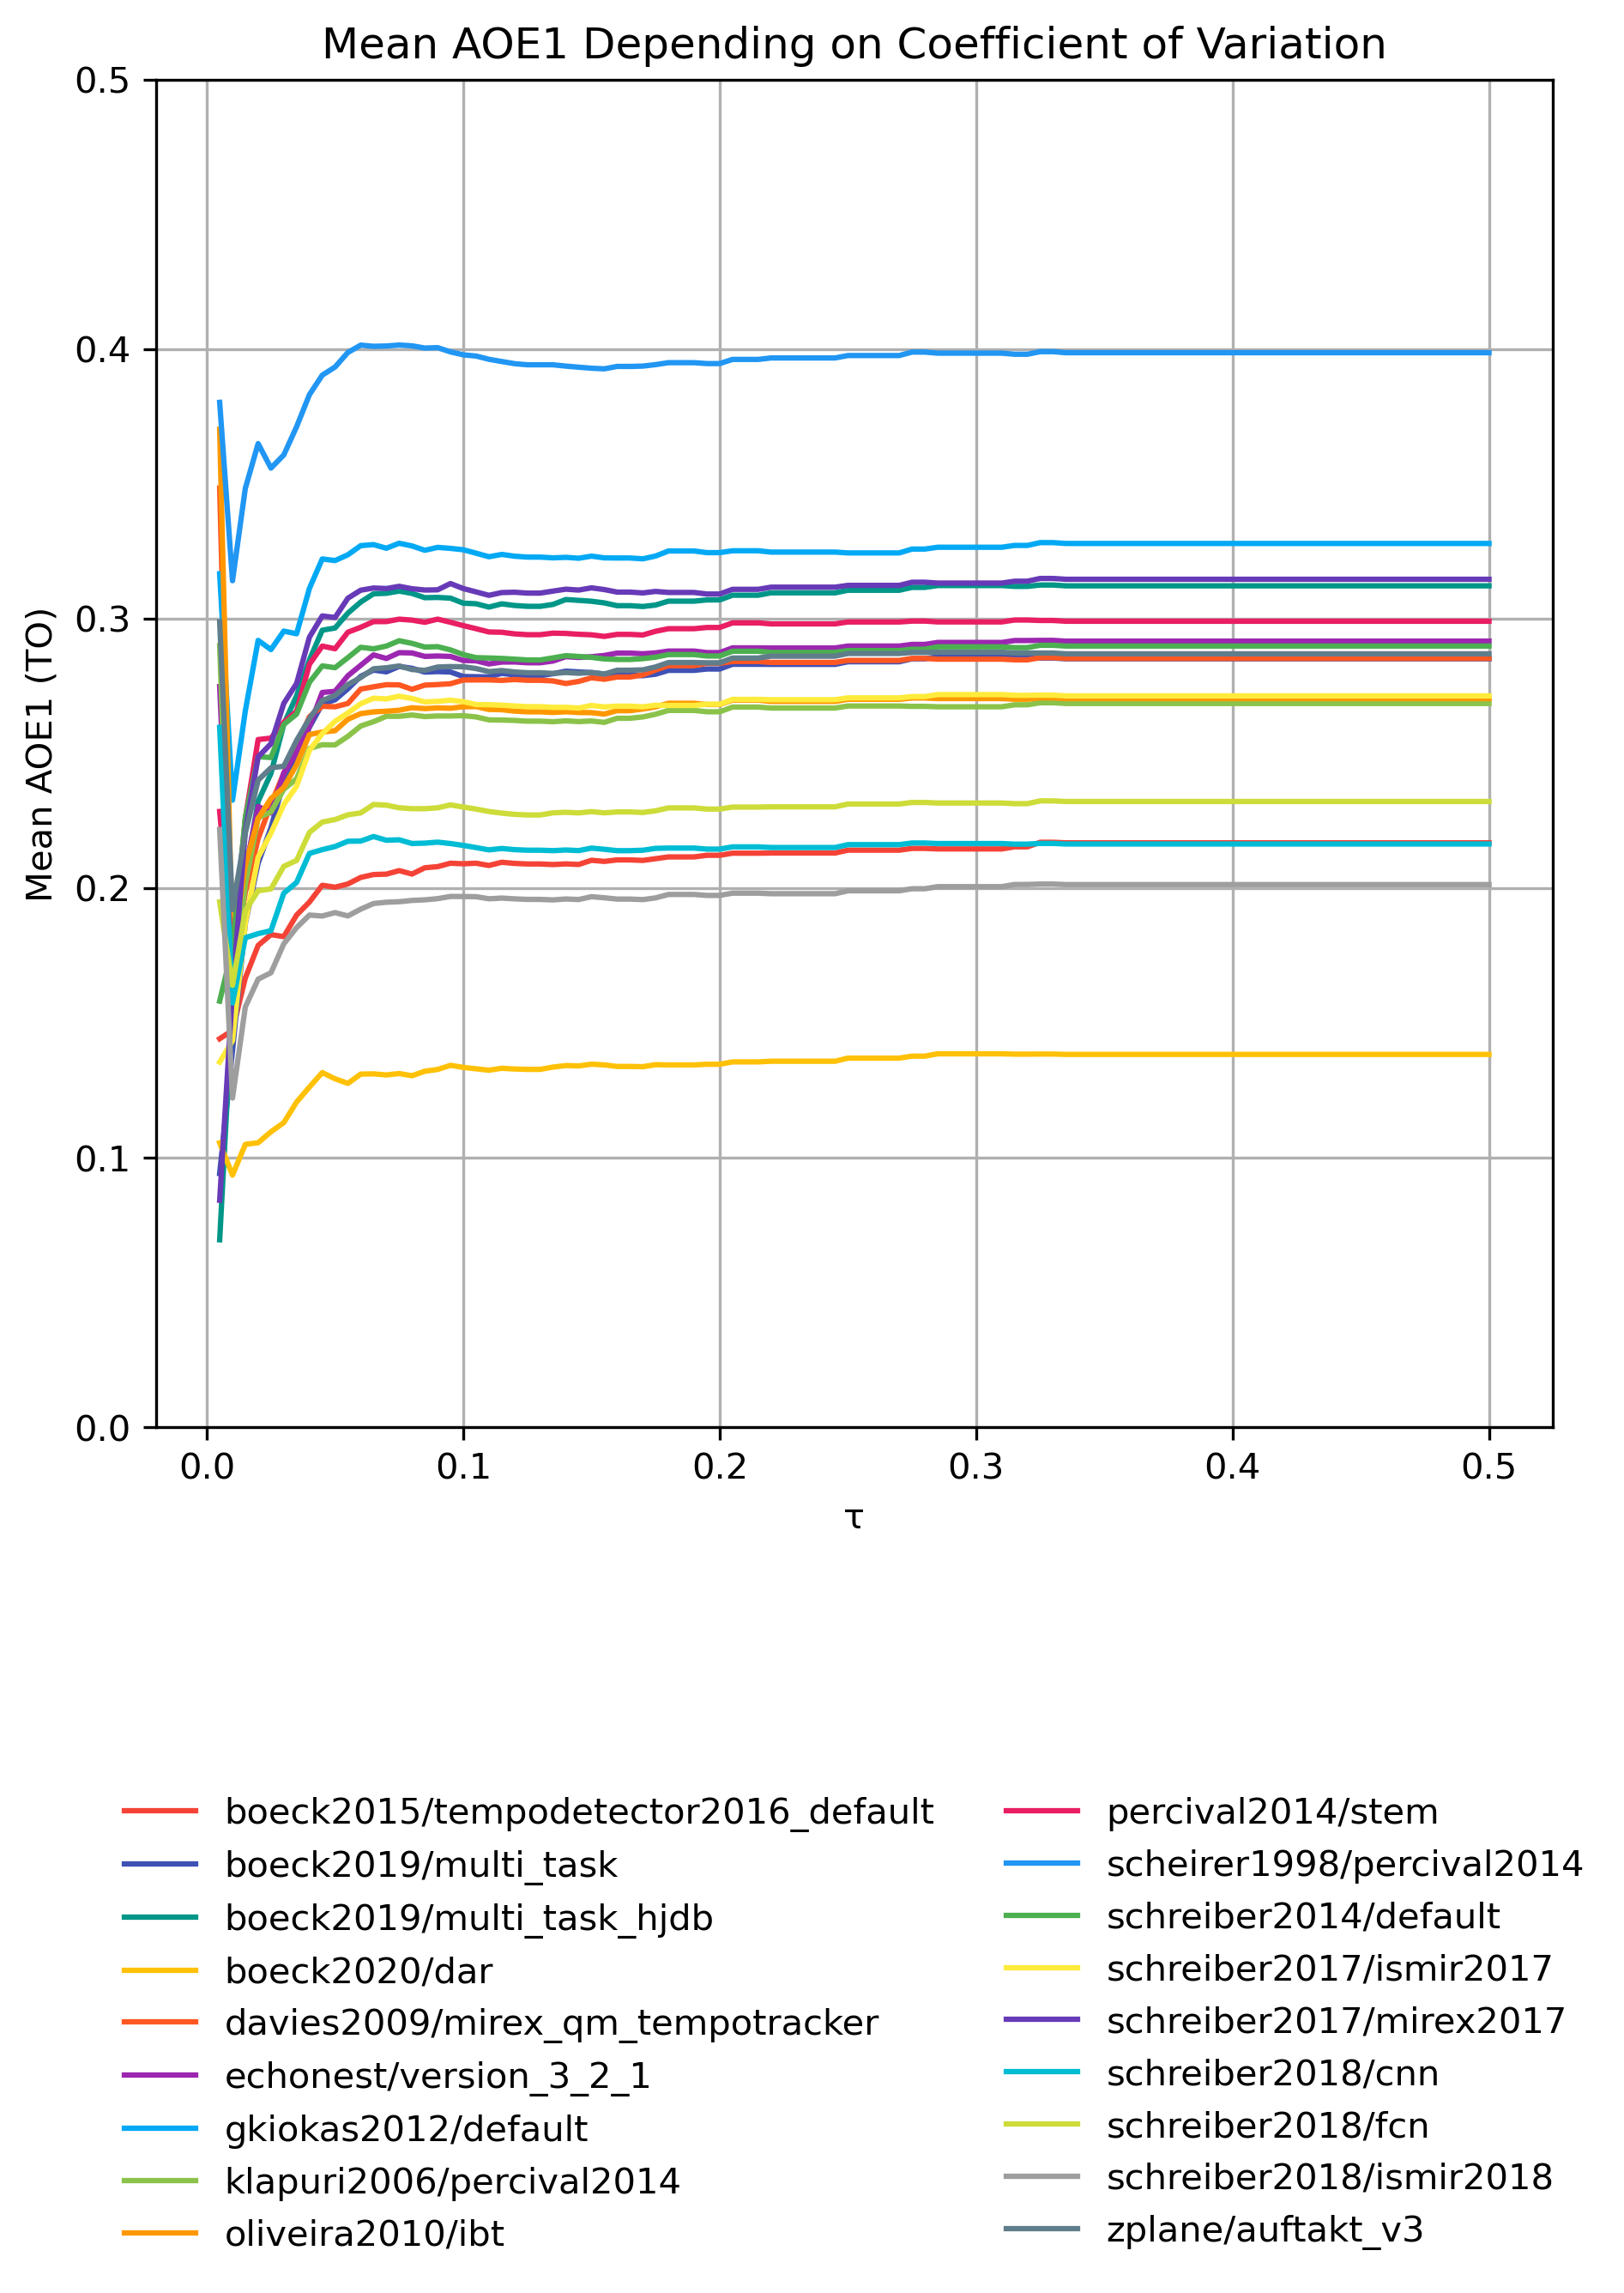 Mean AOE1 Depending on Coefficient of Variation
0.5
0.4
0.3
0.2
0.1
0.0
Mean AOE1 (TO)
0.0 0.1 0.2 0.3 0.4 0.5
τ
boeck2015/tempodetector2016_default
boeck2019/multi_task
boeck2019/multi_task_hjdb
boeck2020/dar
davies2009/mirex_qm_tempotracker
echonest/version_3_2_1
gkiokas2012/default
klapuri2006/percival2014
oliveira2010/ibt
percival2014/stem
scheirer1998/percival2014
schreiber2014/default
schreiber2017/ismir2017
schreiber2017/mirex2017
schreiber2018/cnn
schreiber2018/fcn
schreiber2018/ismir2018
zplane/auftakt_v3